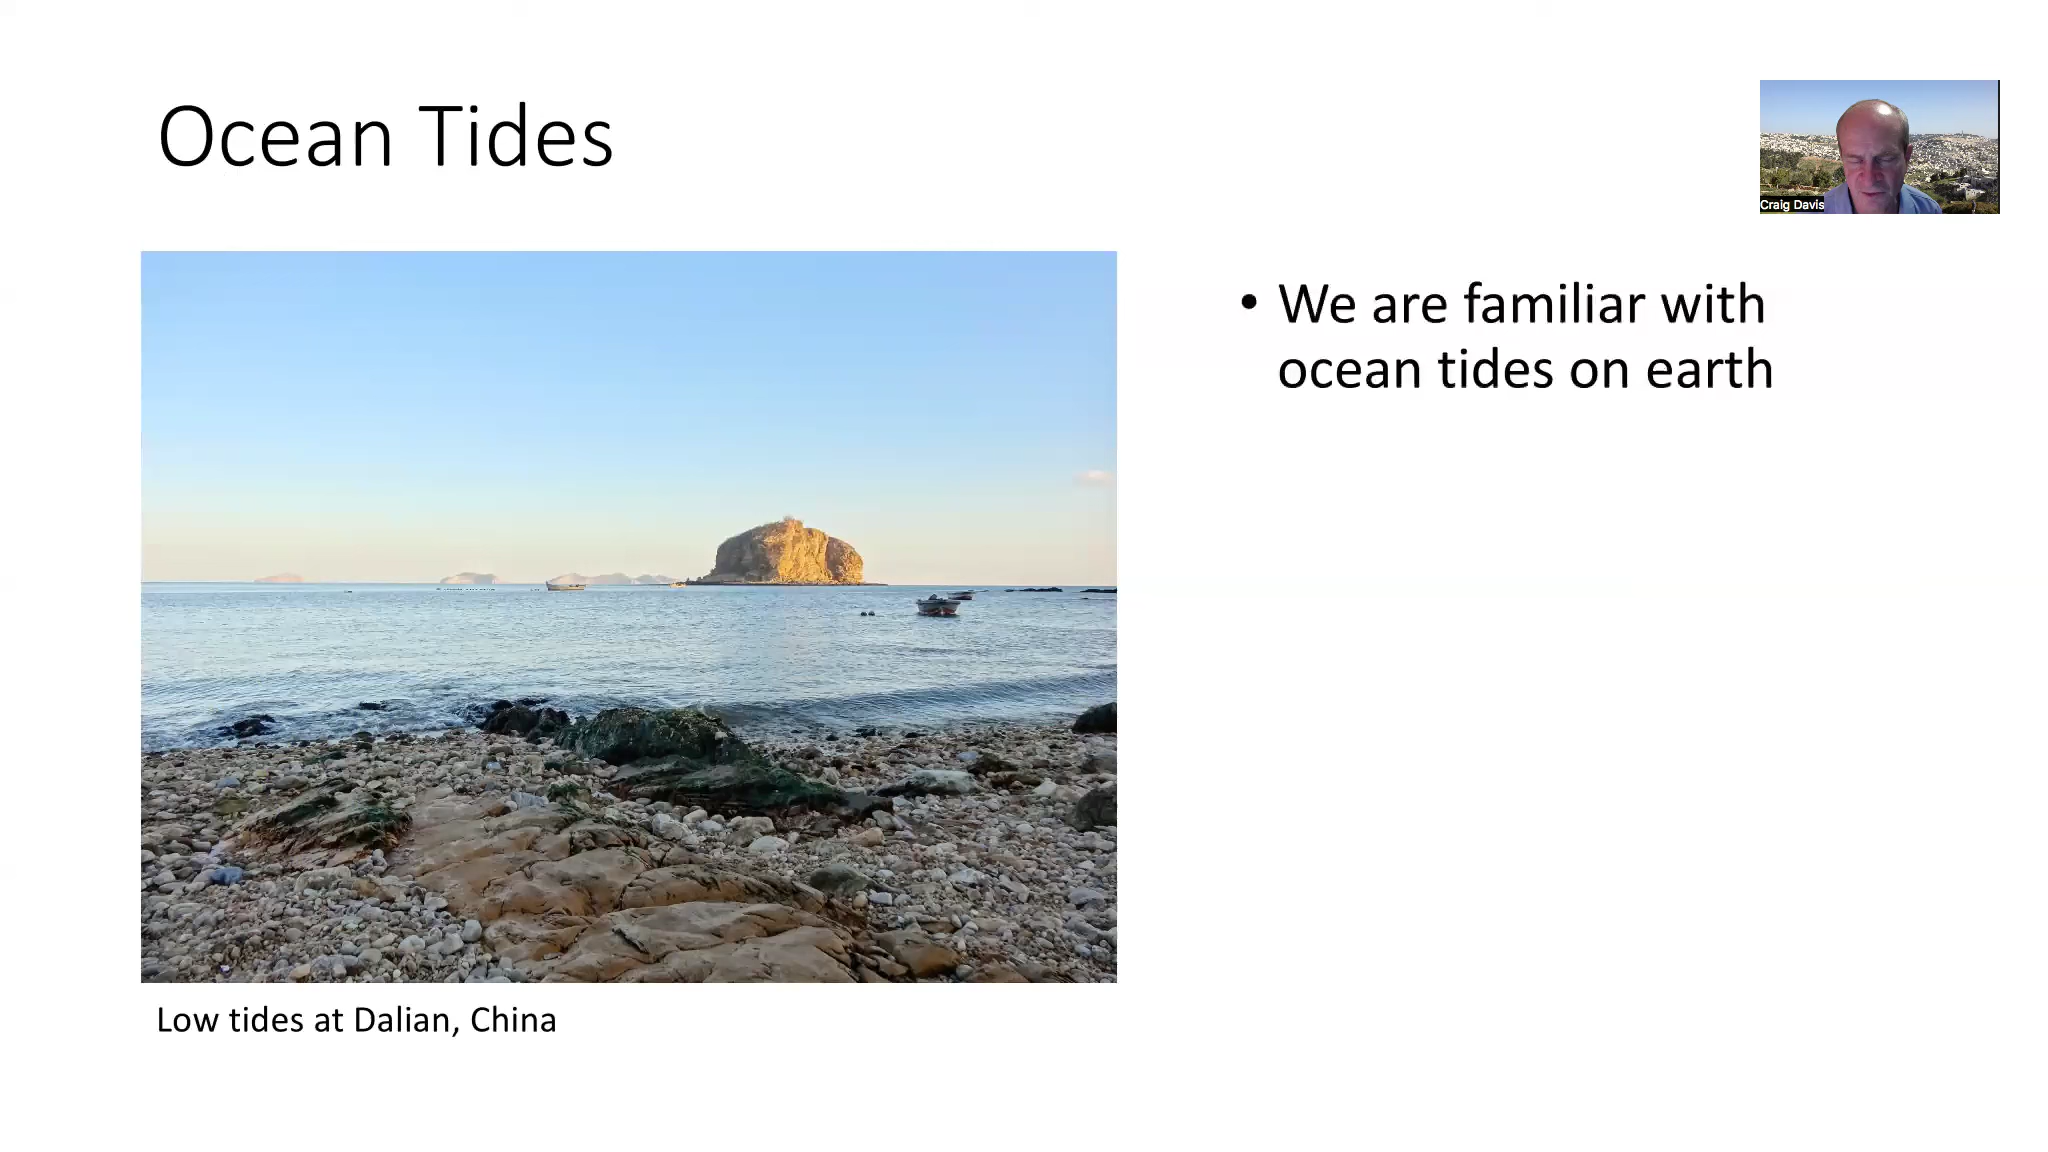 Ocean Tides
Craig Davis
• We are familiar with
ocean tides on earth
Low tides at Dalian, China